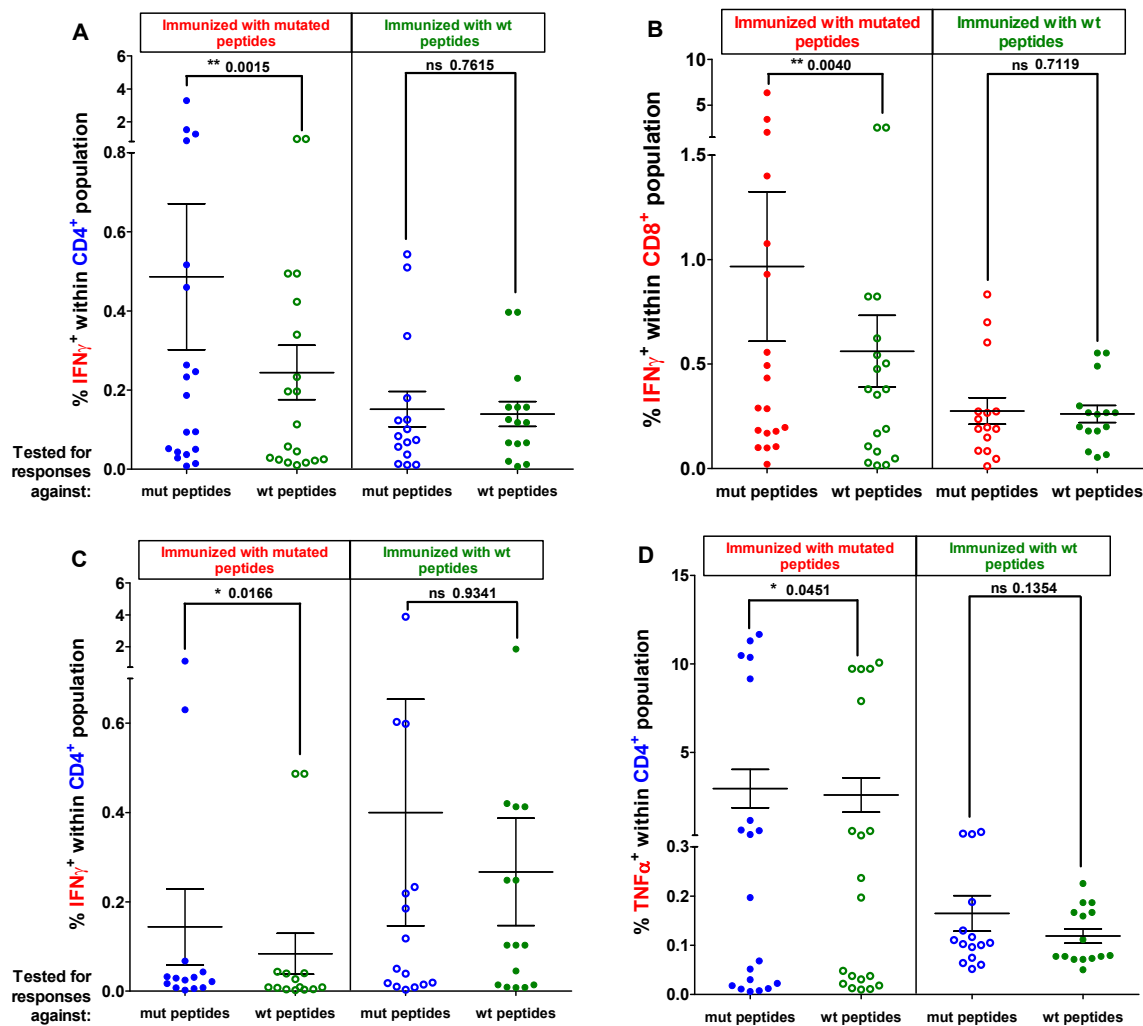 A
Immunized with mutated
peptides
Immunized with wt
peptides
** 0.0015
ns 0.7615
6
4
2
0.8
0.6
0.4
0.2
0.0
% IFNγ+ within CD4+ population
Tested for
responses
against:
mut peptides
wt peptides
mut peptides
wt peptides
B
Immunized with mutated
peptides
Immunized with wt
peptides
** 0.0040
ns 0.7119
10
5
1.5
1.0
0.5
0.0
% IFNγ+ within CD8+ population
mut peptides
wt peptides
mut peptides
wt peptides
C
Immunized with mutated
peptides
Immunized with wt
peptides
* 0.0166
ns 0.9341
6
4
2
0.6
0.4
0.2
0.0
% IFNγ+ within CD4+ population
Tested for
responses
against:
mut peptides
wt peptides
mut peptides
wt peptides
D
Immunized with mutated
peptides
Immunized with wt
peptides
* 0.0451
ns 0.1354
15
10
5
0.3
0.2
0.1
0.0
% TNFα+ within CD4+ population
mut peptides
wt peptides
mut peptides
wt peptides